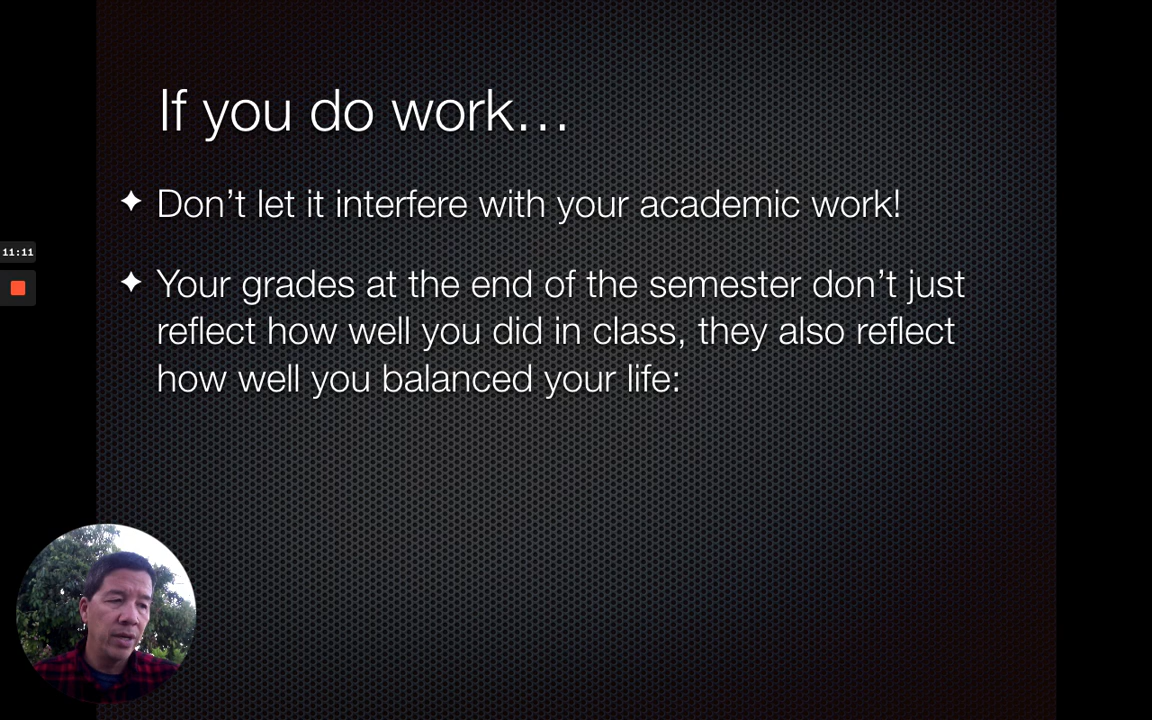 If you do work…
✦ Don’t let it interfere with your academic work!
✦ Your grades at the end of the semester don’t just
reflect how well you did in class, they also reflect
how well you balanced your life:
11:11